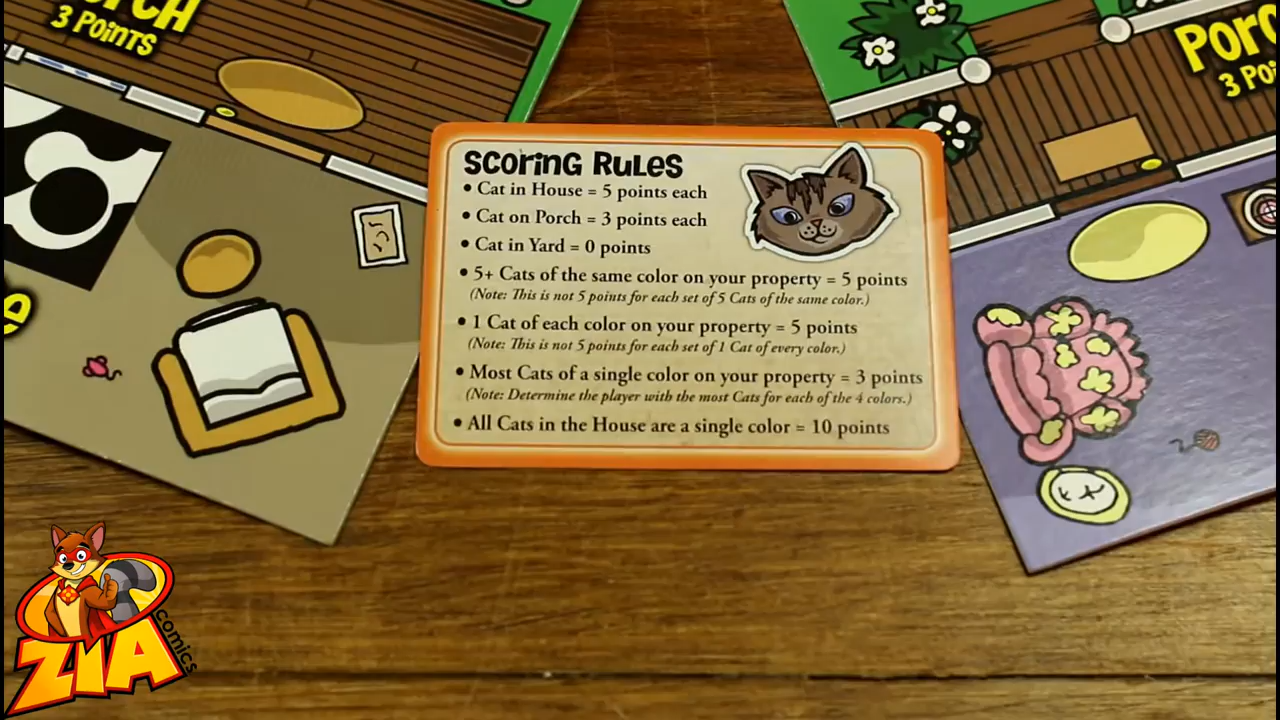 3 POINTS
3 Poi
SCORING RULES
• Cat in House = 5 points each
• Cat on Porch = 3 points each
• Cat in Yard = 0 points
• 5+ Cats of the same color on your property = 5 points
(Note: This is not 5 points for each set of 5 Cats of the same color.)
• 1 Cat of each color on your property = 5 points
(Note: This is not 5 points for each set of 1 Cat of every color.)
• Most Cats of a single color on your property = 3 points
(Note: Determine the player with the most Cats for each of the 4 colors.)
• All Cats in the House are a single color = 10 points
ZIA
comics